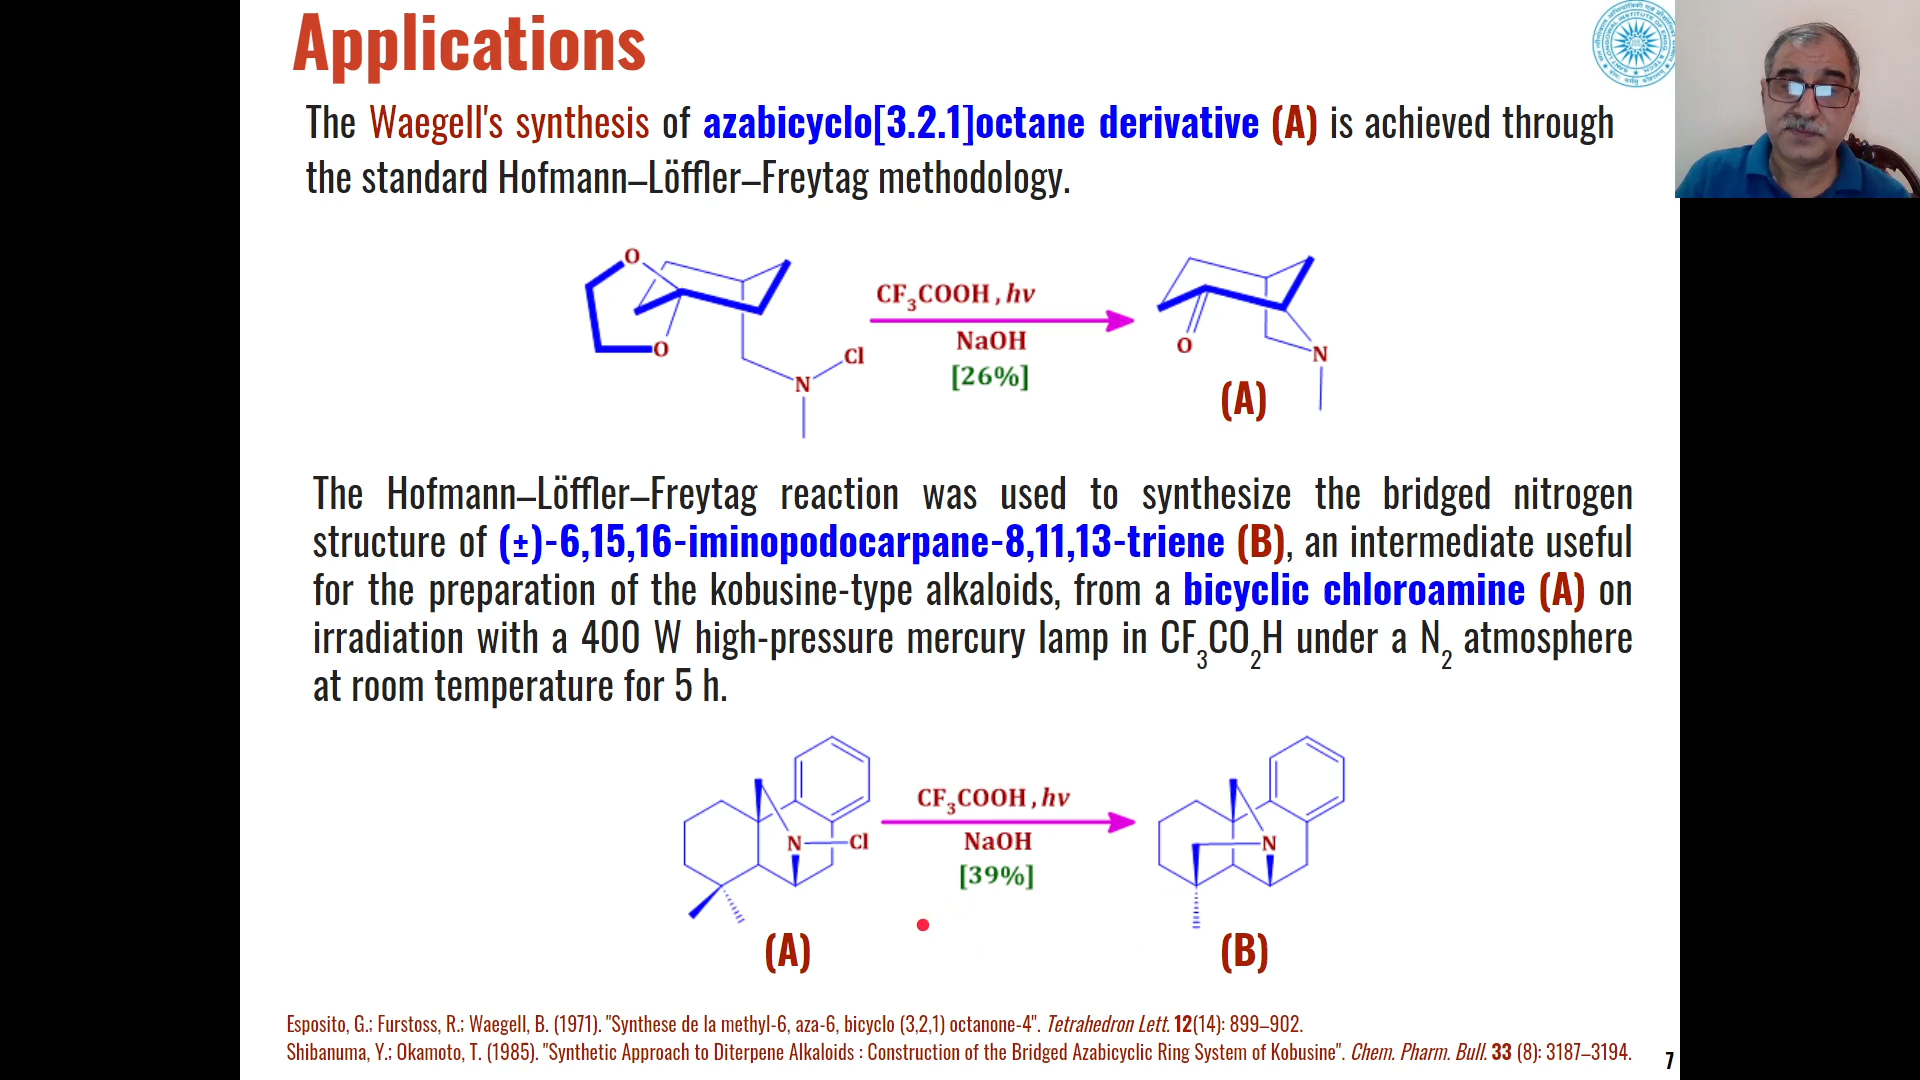 Applications
The Waegell's synthesis of azabicyclo[3.2.1]octane derivative (A) is achieved through
the standard Hofmann–Löffler–Freytag methodology.
O
O
N
Cl
CF3COOH , hv
NaOH
[26%]
O
N
(A)
The Hofmann–Löffler–Freytag reaction was used to synthesize the bridged nitrogen
structure of (±)-6,15,16-iminopodocarpane-8,11,13-triene (B), an intermediate useful
for the preparation of the kobusine-type alkaloids, from a bicyclic chloroamine (A) on
irradiation with a 400 W high-pressure mercury lamp in CF3CO2H under a N2 atmosphere
at room temperature for 5 h.
N
Cl
(A)
CF3COOH , hv
NaOH
[39%]
N
(B)
Esposito, G.; Furstoss, R.; Waegell, B. (1971). "Synthese de la methyl-6, aza-6, bicyclo (3,2,1) octanone-4". Tetrahedron Lett. 12(14): 899–902.
Shibanuma, Y.; Okamoto, T. (1985). "Synthetic Approach to Diterpene Alkaloids : Construction of the Bridged Azabicyclic Ring System of Kobusine". Chem. Pharm. Bull. 33 (8): 3187–3194.
7